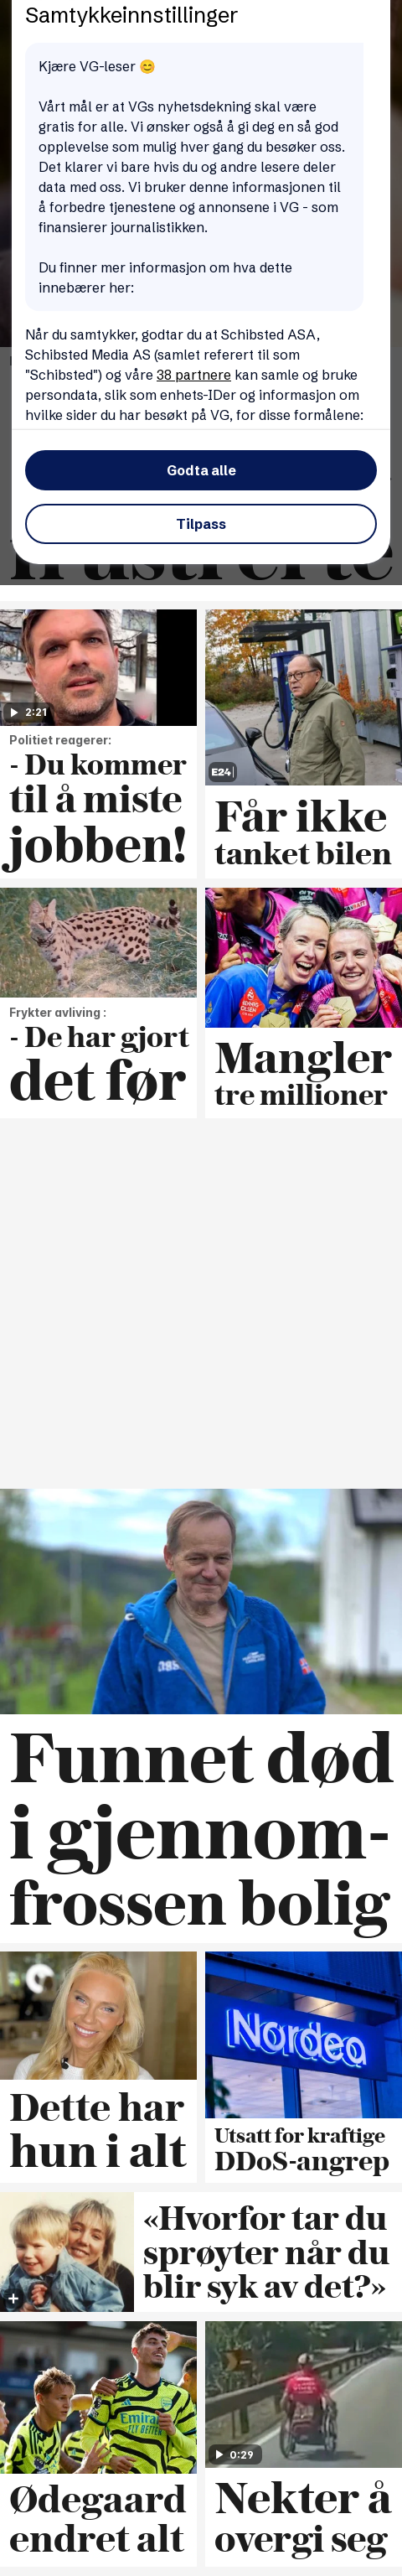 Samtykkeinnstillinger
Kjære VG-leser 😊
Vårt mål er at VGs nyhetsdekning skal være
gratis for alle. Vi ønsker også å gi deg en så god
opplevelse som mulig hver gang du besøker oss.
Det klarer vi bare hvis du og andre lesere deler
data med oss. Vi bruker denne informasjonen til
å forbedre tjenestene og annonsene i VG - som
finansierer journalistikken.
Du finner mer informasjon om hva dette
innebærer her:
Når du samtykker, godtar du at Schibsted ASA,
Schibsted Media AS (samlet referert til som
"Schibsted") og våre 38 partnere kan samle og bruke
persondata, slik som enhets-IDer og informasjon om
hvilke sider du har besøkt på VG, for disse formålene:
Godta alle
Tilpass
frustrerte
2:21
Politiet reagerer:
- Du kommer
til å miste
jobben!
E24
Får ikke
tanket bilen
Frykter avliving :
- De har gjort
det før
Mangler
tre millioner
Funnet død
i gjennom-
frossen bolig
Dette har
hun i alt
Nordea
Utsatt for kraftige
DDoS-angrep
«Hvorfor tar du
sprøyter når du
blir syk av det?»
Emirates
FLY BETTER
Ødegaard
endret alt
0:29
Nekter å
overgi seg